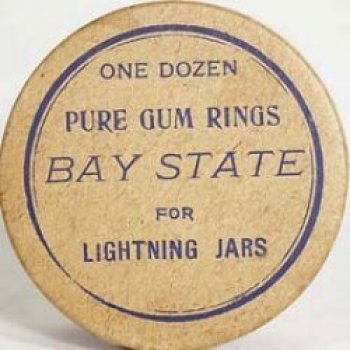 ONE DOZEN
PURE GUM RINGS
BAY STATE
FOR
LIGHTNING JARS